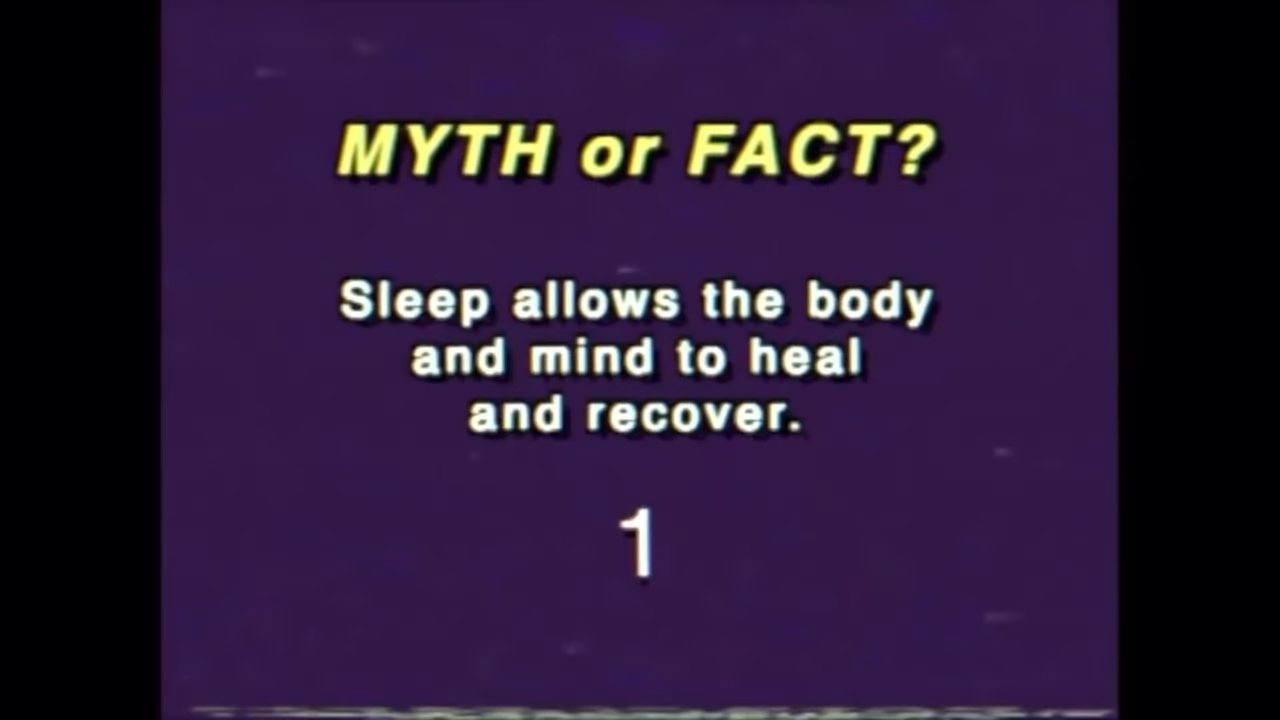 MYTH or FACT?
Sleep allows the body
and mind to heal
and recover.
1